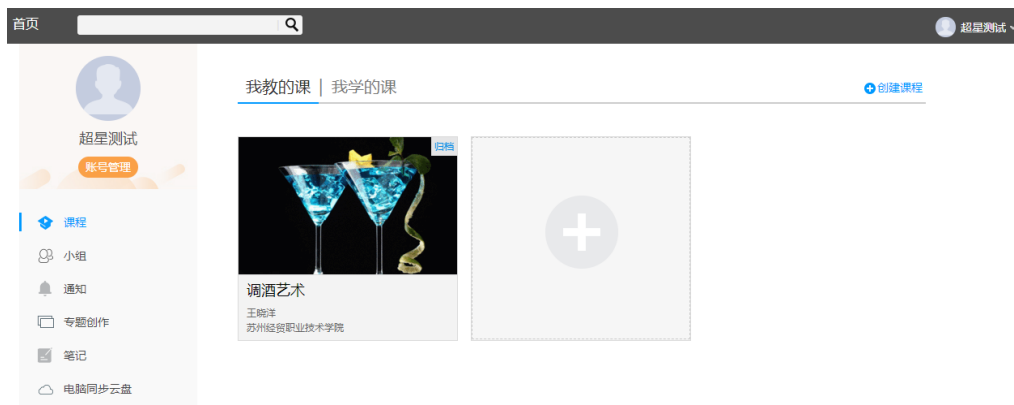 首页
超星测试
超星测试
账号管理
课程
小组
通知
专题创作
笔记
电脑同步云盘
我教的课 | 我学的课
创建课程
归档
调酒艺术
王晓洋
苏州经贸职业技术学院